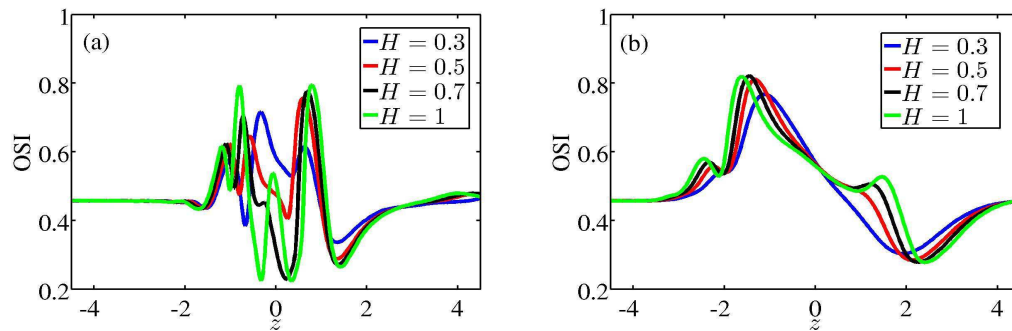 1
(a)
H = 0.3
H = 0.5
H = 0.7
H = 1
0.8
OSI
0.6
0.4
0.2
-4 -2 0 2 4
z
1
(b)
H = 0.3
H = 0.5
H = 0.7
H = 1
0.8
OSI
0.6
0.4
0.2
-4 -2 0 2 4
z